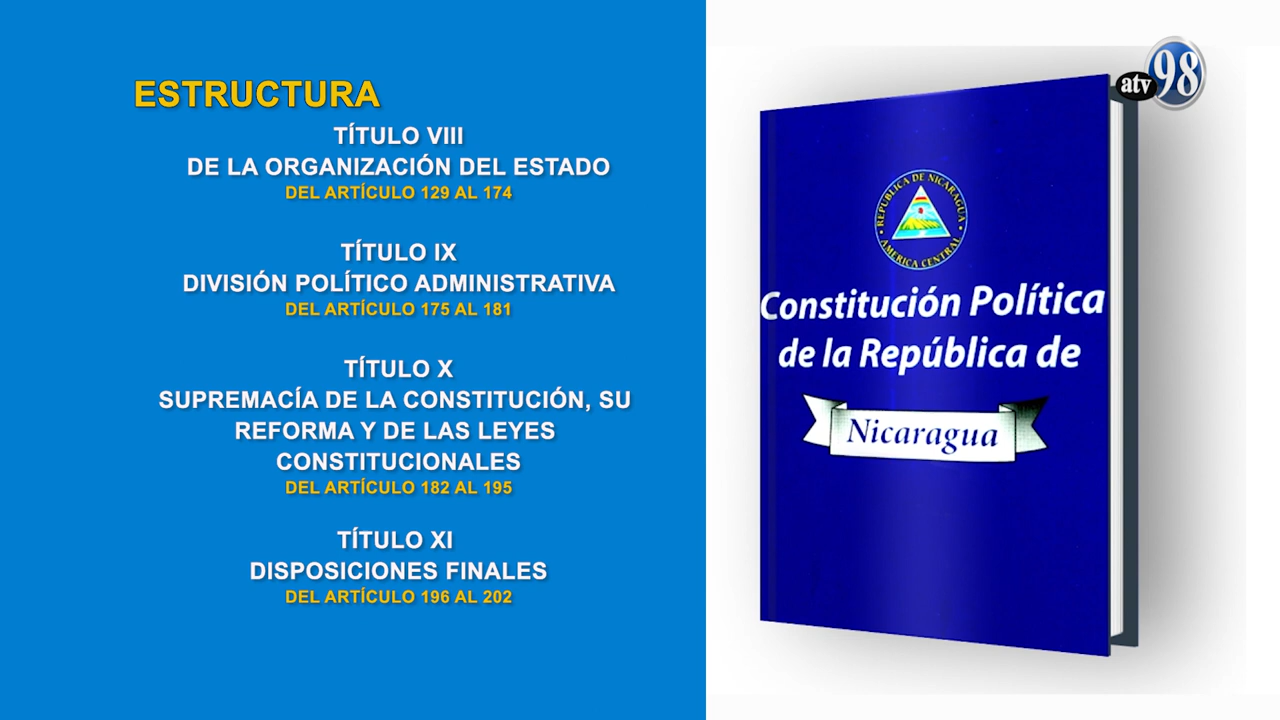 ESTRUCTURA
TÍTULO VIII
DE LA ORGANIZACIÓN DEL ESTADO
DEL ARTÍCULO 129 AL 174
TÍTULO IX
DIVISIÓN POLÍTICO ADMINISTRATIVA
DEL ARTÍCULO 175 AL 181
TÍTULO X
SUPREMACÍA DE LA CONSTITUCIÓN, SU
REFORMA Y DE LAS LEYES
CONSTITUCIONALES
DEL ARTÍCULO 182 AL 195
TÍTULO XI
DISPOSICIONES FINALES
DEL ARTÍCULO 196 AL 202
atv 98
REPUBLICA DE NICARAGUA
AMERICA CENTRAL
Constitución Política
de la República de
Nicaragua